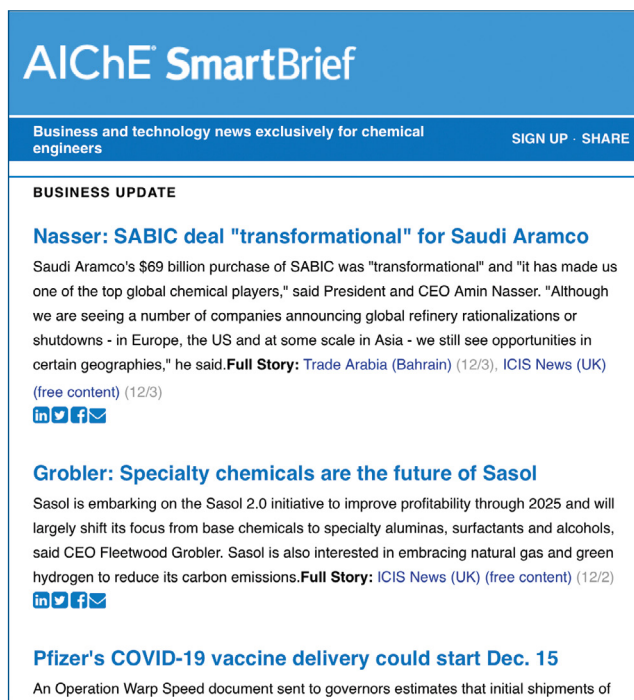 AIChE® SmartBrief
Business and technology news exclusively for chemical
engineers
SIGN UP · SHARE
BUSINESS UPDATE
Nasser: SABIC deal "transformational" for Saudi Aramco
Saudi Aramco's $69 billion purchase of SABIC was "transformational" and "it has made us
one of the top global chemical players," said President and CEO Amin Nasser. "Although
we are seeing a number of companies announcing global refinery rationalizations or
shutdowns - in Europe, the US and at some scale in Asia - we still see opportunities in
certain geographies," he said.Full Story: Trade Arabia (Bahrain) (12/3), ICIS News (UK)
(free content) (12/3)
Grobler: Specialty chemicals are the future of Sasol
Sasol is embarking on the Sasol 2.0 initiative to improve profitability through 2025 and will
largely shift its focus from base chemicals to specialty aluminas, surfactants and alcohols,
said CEO Fleetwood Grobler. Sasol is also interested in embracing natural gas and green
hydrogen to reduce its carbon emissions.Full Story: ICIS News (UK) (free content) (12/2)
Pfizer's COVID-19 vaccine delivery could start Dec. 15
An Operation Warp Speed document sent to governors estimates that initial shipments of